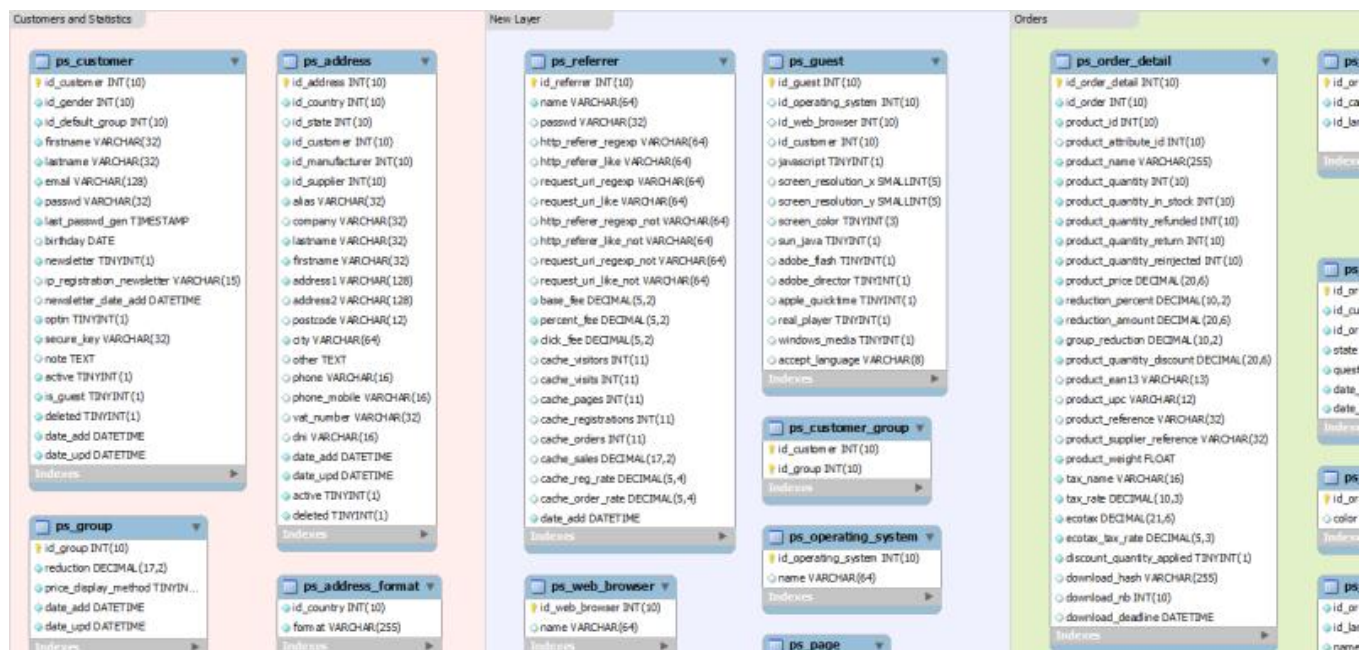 Customers and Statistics
ps_customer
id_customer INT(10)
id_gender INT(10)
id_default_group INT(10)
firstname VARCHAR(32)
lastname VARCHAR(32)
email VARCHAR(128)
passwd VARCHAR(32)
last_passwd_gen TIMESTAMP
birthday DATE
newsletter TINYINT(1)
ip_registration_newsletter VARCHAR(15)
newsletter_date_add DATETIME
optin TINYINT(1)
secure_key VARCHAR(32)
note TEXT
active TINYINT(1)
is_guest TINYINT(1)
deleted TINYINT(1)
date_add DATETIME
date_upd DATETIME
Indexes
ps_group
id_group INT(10)
reduction DECIMAL(17,2)
price_display_method TINYIN...
date_add DATETIME
date_upd DATETIME
Indexes
ps_address
id_address INT(10)
id_country INT(10)
id_state INT(10)
id_customer INT(10)
id_manufacturer INT(10)
id_supplier INT(10)
alias VARCHAR(32)
company VARCHAR(32)
lastname VARCHAR(32)
firstname VARCHAR(32)
address1 VARCHAR(128)
address2 VARCHAR(128)
postcode VARCHAR(12)
city VARCHAR(64)
other TEXT
phone VARCHAR(16)
phone_mobile VARCHAR(16)
vat_number VARCHAR(32)
dni VARCHAR(16)
date_add DATETIME
date_upd DATETIME
active TINYINT(1)
deleted TINYINT(1)
Indexes
ps_address_format
id_country INT(10)
format VARCHAR(255)
Indexes
New Layer
ps_referrer
id_referrer INT(10)
name VARCHAR(64)
passwd VARCHAR(32)
http_referer_regexp VARCHAR(64)
http_referer_like VARCHAR(64)
request_uri_regexp VARCHAR(64)
request_uri_like VARCHAR(64)
http_referer_regexp_not VARCHAR(64)
http_referer_like_not VARCHAR(64)
request_uri_regexp_not VARCHAR(64)
request_uri_like_not VARCHAR(64)
base_fee DECIMAL(5,2)
percent_fee DECIMAL(5,2)
click_fee DECIMAL(5,2)
cache_visitors INT(11)
cache_visits INT(11)
cache_pages INT(11)
cache_registrations INT(11)
cache_orders INT(11)
cache_sales DECIMAL(17,2)
cache_reg_rate DECIMAL(5,4)
cache_order_rate DECIMAL(5,4)
date_add DATETIME
Indexes
ps_web_browser
id_web_browser INT(10)
name VARCHAR(64)
Indexes
ps_guest
id_guest INT(10)
id_operating_system INT(10)
id_web_browser INT(10)
id_customer INT(10)
javascript TINYINT(1)
screen_resolution_x SMALLINT(5)
screen_resolution_y SMALLINT(5)
screen_color TINYINT(3)
sun_java TINYINT(1)
adobe_flash TINYINT(1)
adobe_director TINYINT(1)
apple_quicktime TINYINT(1)
real_player TINYINT(1)
windows_media TINYINT(1)
accept_language VARCHAR(8)
Indexes
ps_customer_group
id_customer INT(10)
id_group INT(10)
Indexes
ps_operating_system
id_operating_system INT(10)
name VARCHAR(64)
Indexes
ps_page
Orders
ps_order_detail
id_order_detail INT(10)
id_order INT(10)
product_id INT(10)
product_attribute_id INT(10)
product_name VARCHAR(255)
product_quantity INT(10)
product_quantity_in_stock INT(10)
product_quantity_refunded INT(10)
product_quantity_return INT(10)
product_quantity_reinjected INT(10)
product_price DECIMAL(20,6)
reduction_percent DECIMAL(10,2)
reduction_amount DECIMAL(20,6)
group_reduction DECIMAL(10,2)
product_quantity_discount DECIMAL(20,6)
product_ean13 VARCHAR(13)
product_upc VARCHAR(12)
product_reference VARCHAR(32)
product_supplier_reference VARCHAR(32)
product_weight FLOAT
tax_name VARCHAR(16)
tax_rate DECIMAL(10,3)
ecotax DECIMAL(21,6)
ecotax_tax_rate DECIMAL(5,3)
discount_quantity_applied TINYINT(1)
download_hash VARCHAR(255)
download_nb INT(10)
download_deadline DATETIME
Indexes
state
color
name